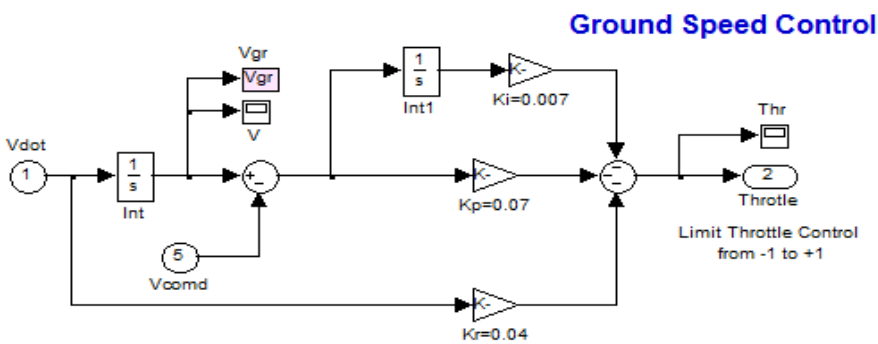 Ground Speed Control
Vgr
Vgr
V
1
s
Int1
K-
Ki=0.007
Thr
Vdot
1
1
s
Int
+
-
K-
Kp=0.07
-
-
-
2
Throtle
Limit Throttle Control
from -1 to +1
5
Vcomd
K-
Kr=0.04